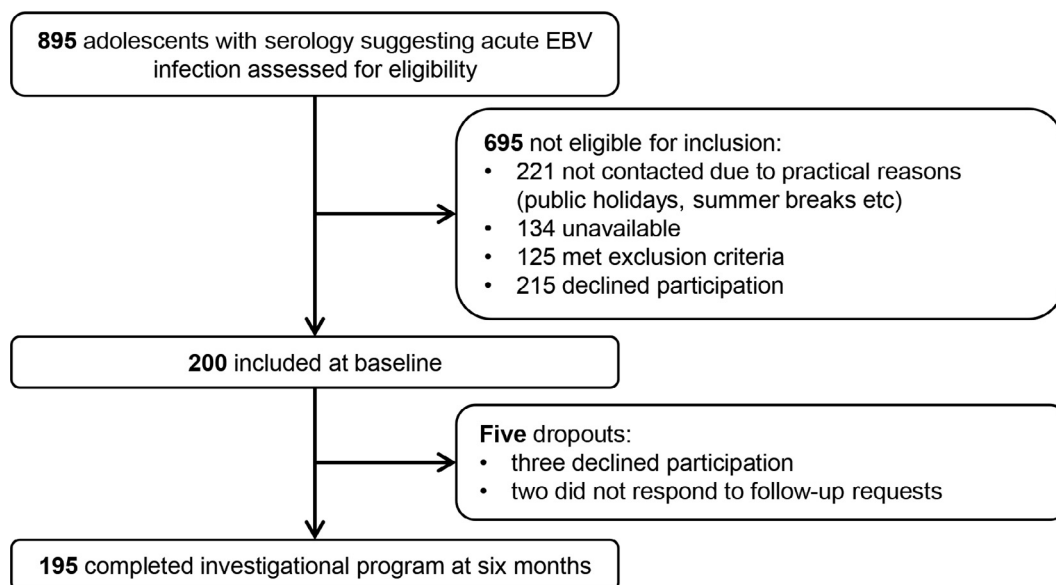 895 adolescents with serology suggesting acute EBV
infection assessed for eligibility
695 not eligible for inclusion:
• 221 not contacted due to practical reasons
(public holidays, summer breaks etc)
• 134 unavailable
• 125 met exclusion criteria
• 215 declined participation
200 included at baseline
Five dropouts:
• three declined participation
• two did not respond to follow-up requests
195 completed investigational program at six months